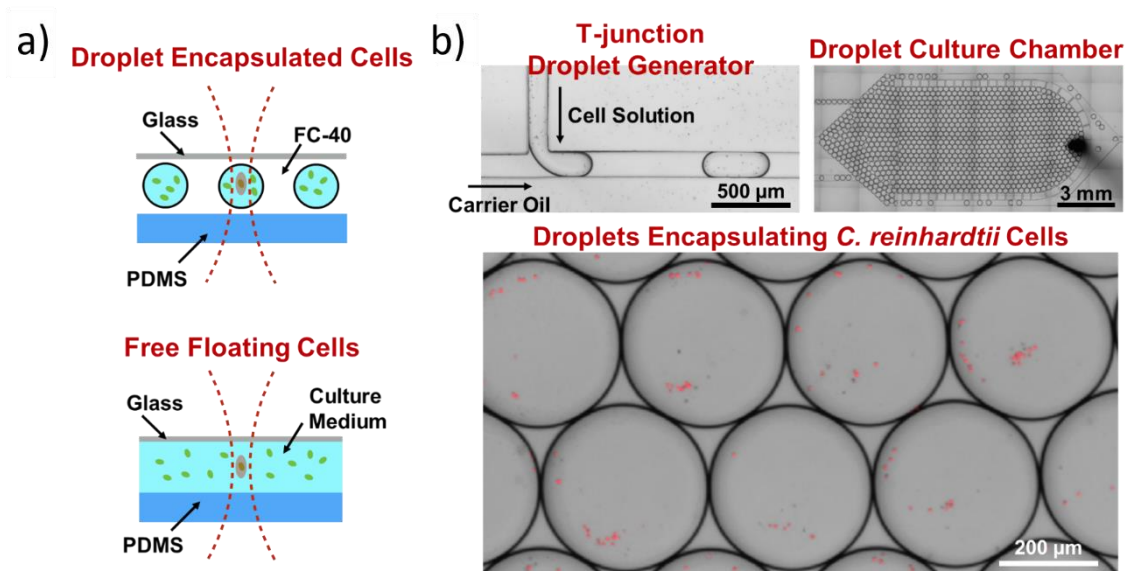 a)
Droplet Encapsulated Cells
Glass
FC-40
PDMS
Free Floating Cells
Glass
Culture
Medium
PDMS
b)
T-junction
Droplet Generator
Cell Solution
Carrier Oil
500 µm
Droplet Culture Chamber
3 mm
Droplets Encapsulating C. reinhardtii Cells
200 µm